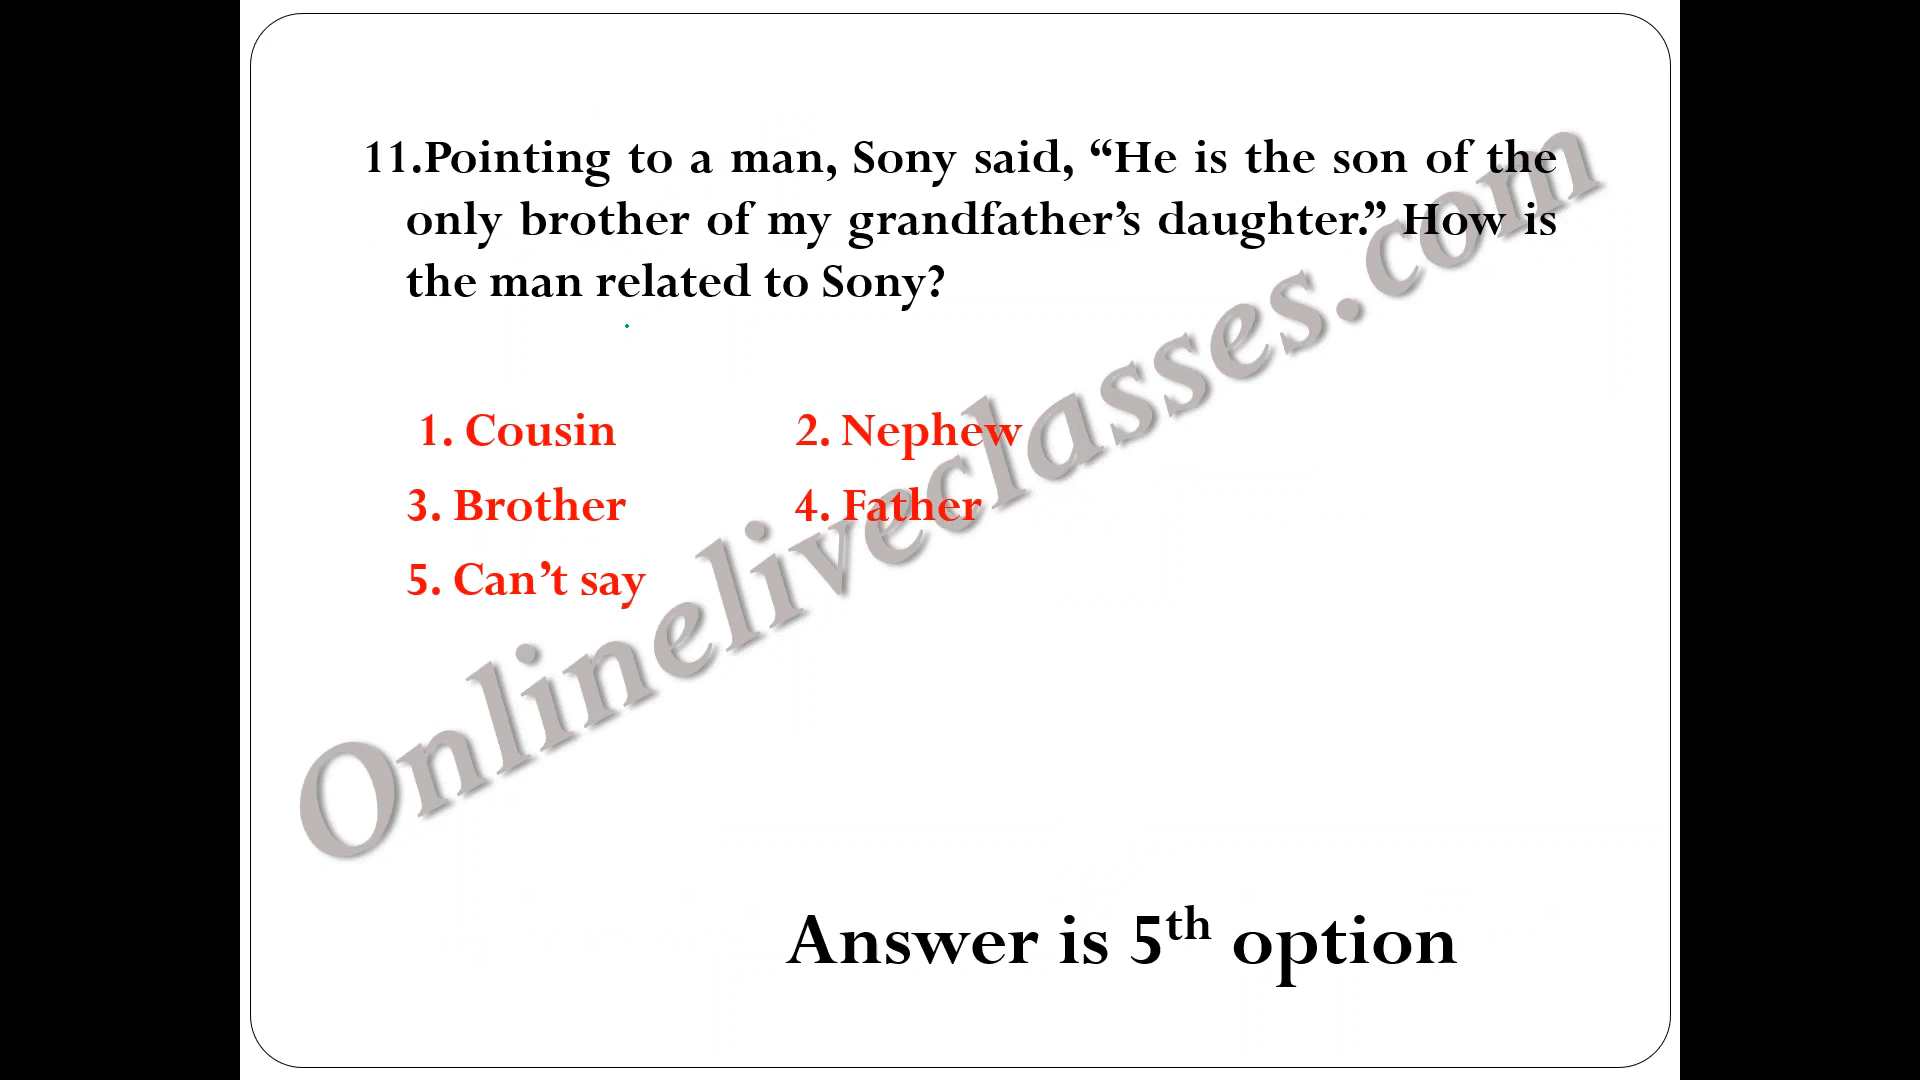 11.Pointing to a man, Sony said, “He is the son of the
only brother of my grandfather’s daughter.” How is
the man related to Sony?
1. Cousin 2. Nephew
3. Brother 4. Father
5. Can’t say
Onlineliveclasses.com
Answer is 5th option